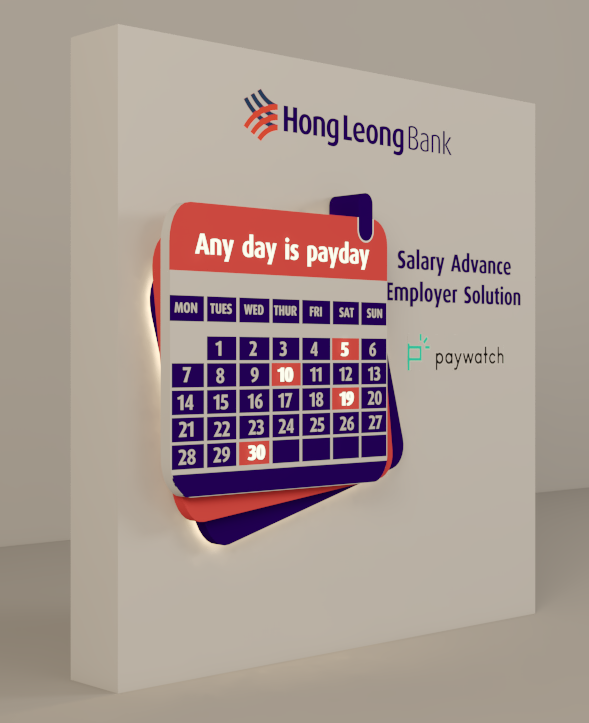 Hong Leong Bank
Any day is payday
Salary Advance
Employer Solution
paywatch
MON TUES WED THUR FRI SAT SUN
1 2 3 4 5 6
7 8 9 10 11 12 13
14 15 16 17 18 19 20
21 22 23 24 25 26 27
28 29 30